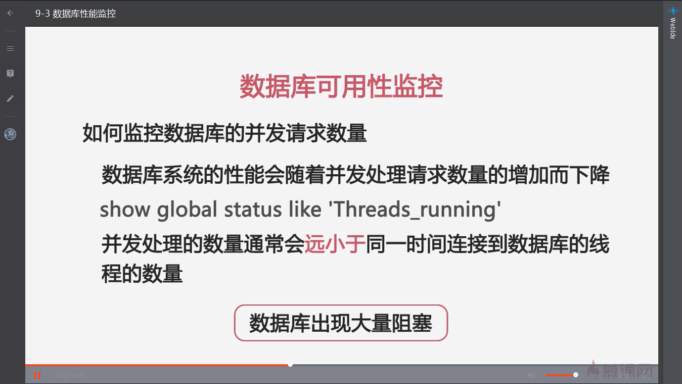 9-3 数据库性能监控
Webide
数据库可用性监控
如何监控数据库的并发请求数量
数据库系统的性能会随着并发处理请求数量的增加而下降
show global status like 'Threads_running'
并发处理的数量通常会远小于同一时间连接到数据库的线
程的数量
数据库出现大量阻塞
慕课网